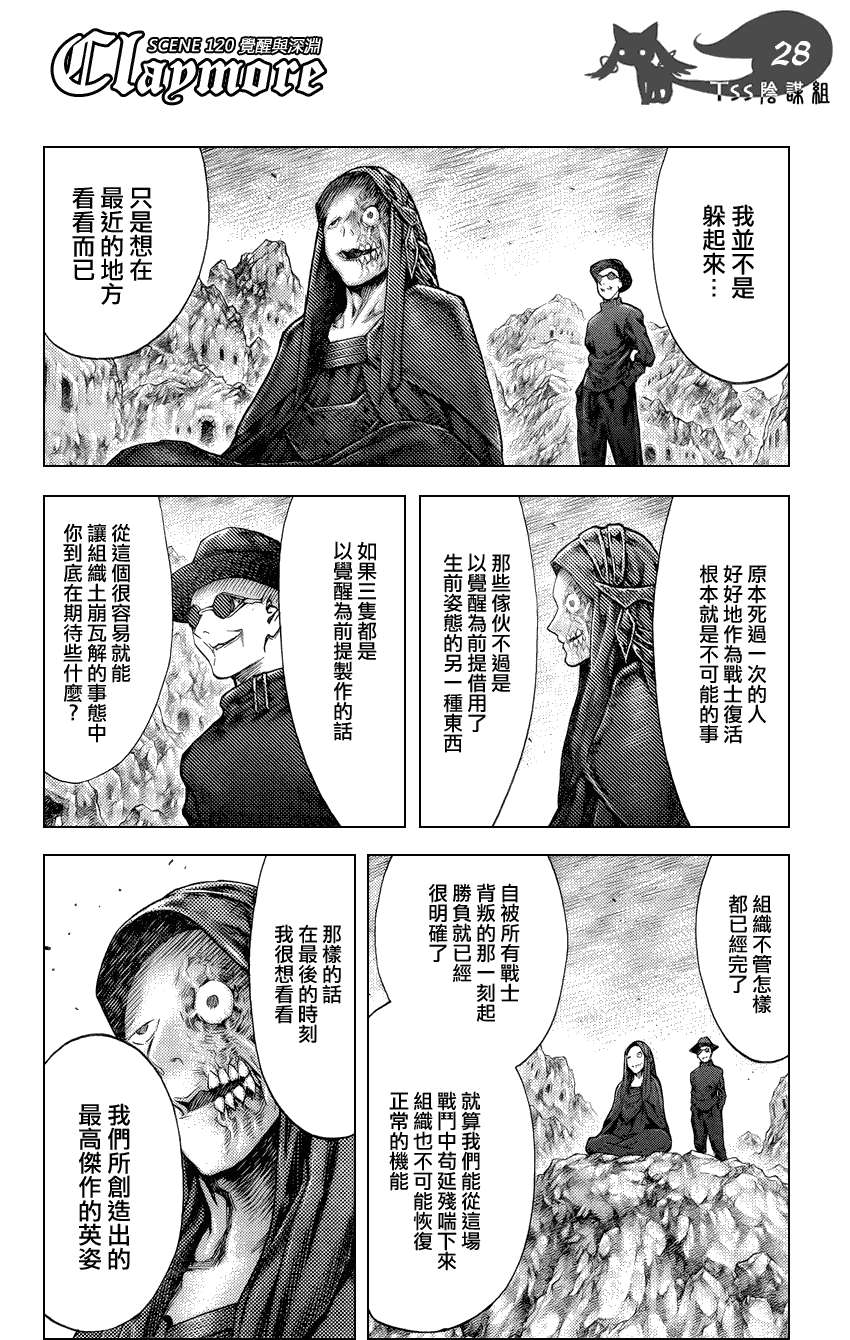 SCENE 120 覺醒與深淵
Claymore
28
Tss陰謀組
我並不是
躲起來…
只是想在
最近的地方
看看而已
原本死過一次的人
好好地作為戰士復活
根本就是不可能的事
那些傢伙不過是
以覺醒為前提借用了
生前姿態的另一種東西
如果三隻都是
以覺醒為前提製作的話
從這個很容易就能
讓組織土崩瓦解的事態中
你到底在期待些什麼？
組織不管怎樣
都已經完了
自被所有戰士
背叛的那一刻起
勝負就已經
很明確了
就算我們能從這場
戰鬥中苟延殘喘下來
組織也不可能恢復
正常的機能
那樣的話
在最後的時刻
我很想看看
我們所創造出的
最高傑作的英姿